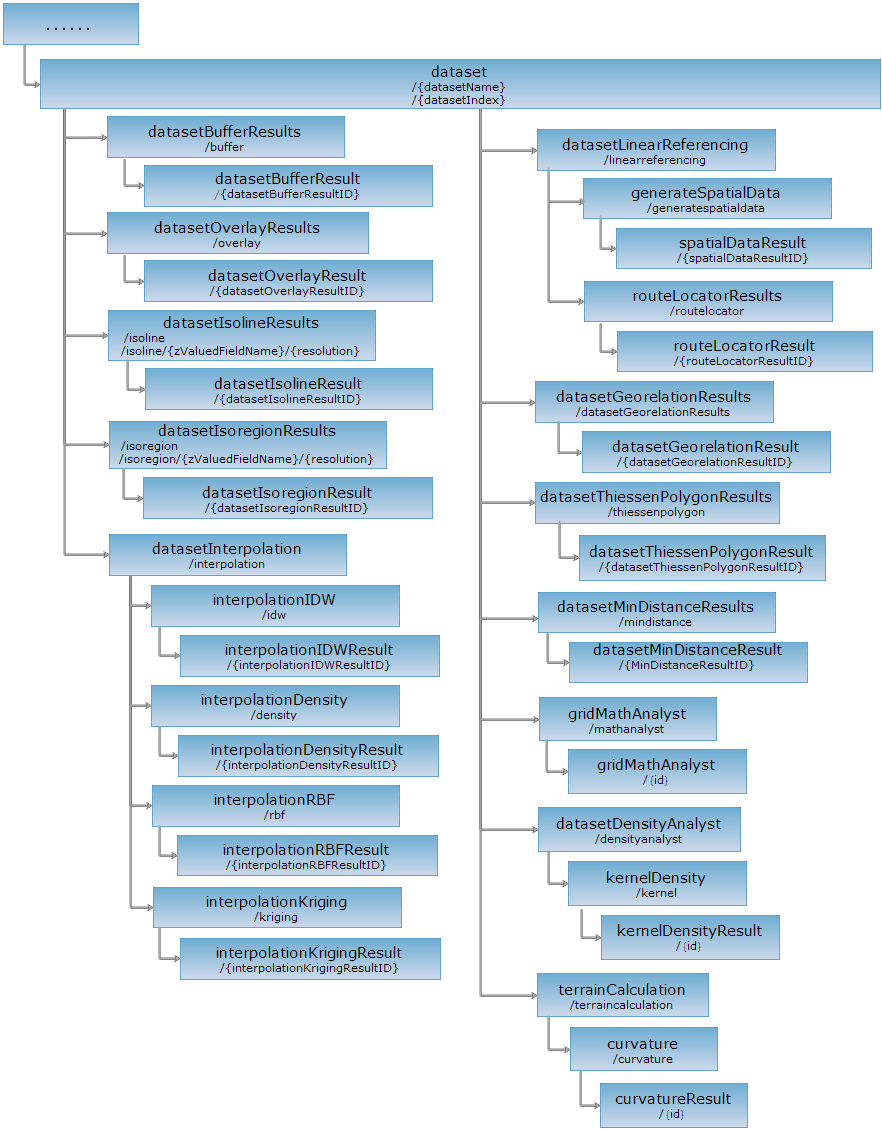 ......
dataset
/{datasetName}
/{datasetIndex}
datasetBufferResults
/buffer
datasetBufferResult
/{datasetBufferResultID}
datasetOverlayResults
/overlay
datasetOverlayResult
/{datasetOverlayResultID}
datasetIsolineResults
/isoline
/isoline/{zValuedFieldName}/{resolution}
datasetIsolineResult
/{datasetIsolineResultID}
datasetIsoregionResults
/isoregion
/isoregion/{zValuedFieldName}/{resolution}
datasetIsoregionResult
/{datasetIsoregionResultID}
datasetInterpolation
/interpolation
interpolationIDW
/idw
interpolationIDWResult
/{interpolationIDWResultID}
interpolationDensity
/density
interpolationDensityResult
/{interpolationDensityResultID}
interpolationRBF
/rbf
interpolationRBFResult
/{interpolationRBFResultID}
interpolationKriging
/kriging
interpolationKrigingResult
/{interpolationKrigingResultID}
datasetLinearReferencing
/linearreferencing
generateSpatialData
/generatespatialdata
spatialDataResult
/{spatialDataResultID}
routeLocatorResults
/routelocator
routeLocatorResult
/{routeLocatorResultID}
datasetGeorelationResults
/datasetGeorelationResults
datasetGeorelationResult
/{datasetGeorelationResultID}
datasetThiessenPolygonResults
/thiessenpolygon
datasetThiessenPolygonResult
/{datasetThiessenPolygonResultID}
datasetMinDistanceResults
/mindistance
datasetMinDistanceResult
/{MinDistanceResultID}
gridMathAnalyst
/mathanalyst
gridMathAnalyst
/{id}
datasetDensityAnalyst
/densityanalyst
kernelDensity
/kernel
kernelDensityResult
/{id}
terrainCalculation
/terraincalculation
curvature
/curvature
curvatureResult
/{id}